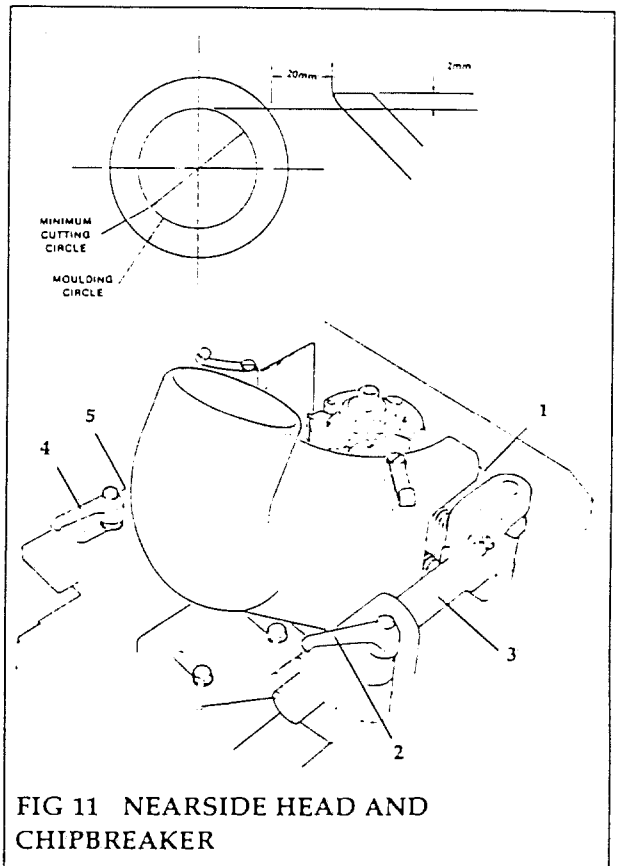 20mm
2mm
MINIMUM
CUTTING
CIRCLE
MOULDING
CIRCLE
1
5
4
3
2
FIG 11 NEARSIDE HEAD AND
CHIPBREAKER